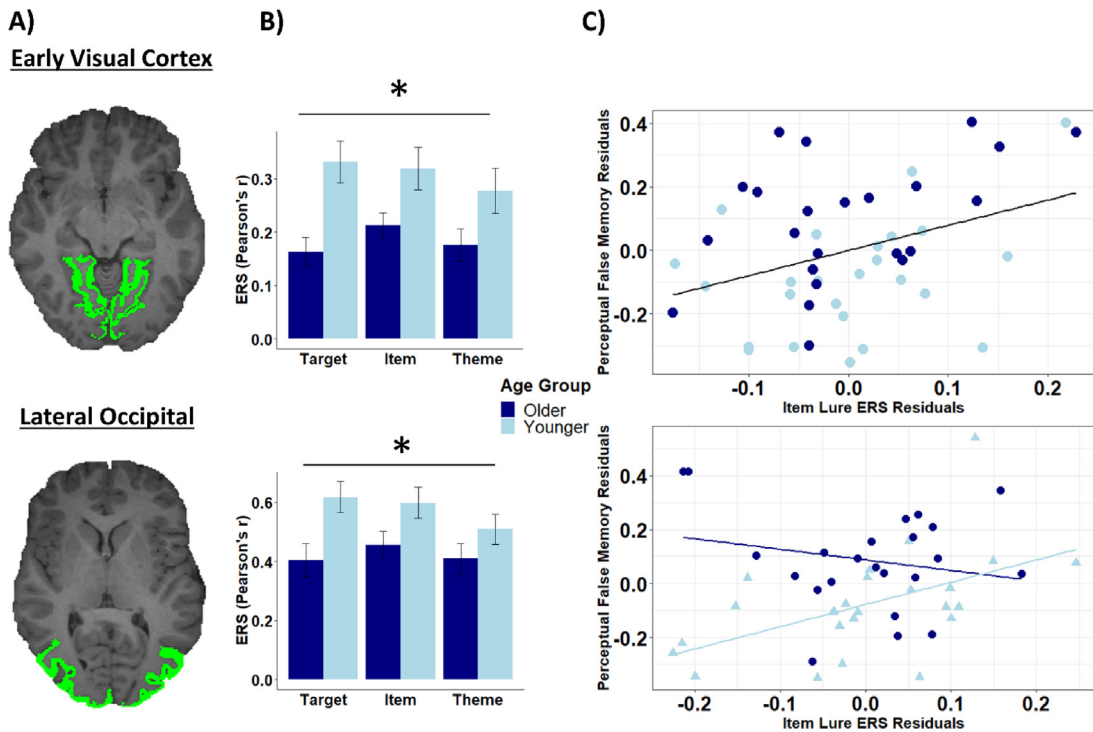 A)
B)
C)
Early Visual Cortex
*
ERS (Pearson's r)
0.3
0.2
0.1
0.0
Target Item Theme
Perceptual False Memory Residuals
0.4
0.2
0.0
-0.2
-0.1 0.0 0.1 0.2
Item Lure ERS Residuals
Age Group
Older
Younger
Lateral Occipital
*
ERS (Pearson's r)
0.6
0.4
0.2
0.0
Target Item Theme
Perceptual False Memory Residuals
0.4
0.2
0.0
-0.2
-0.2 -0.1 0.0 0.1 0.2
Item Lure ERS Residuals